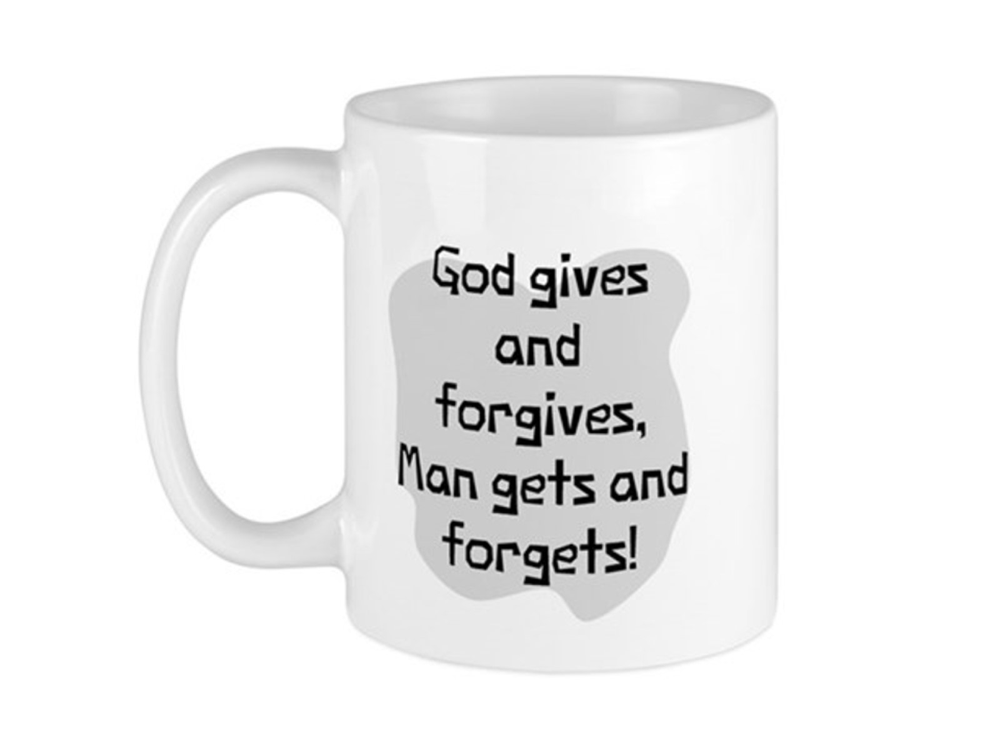 God gives
and
forgives,
Man gets and
forgets!